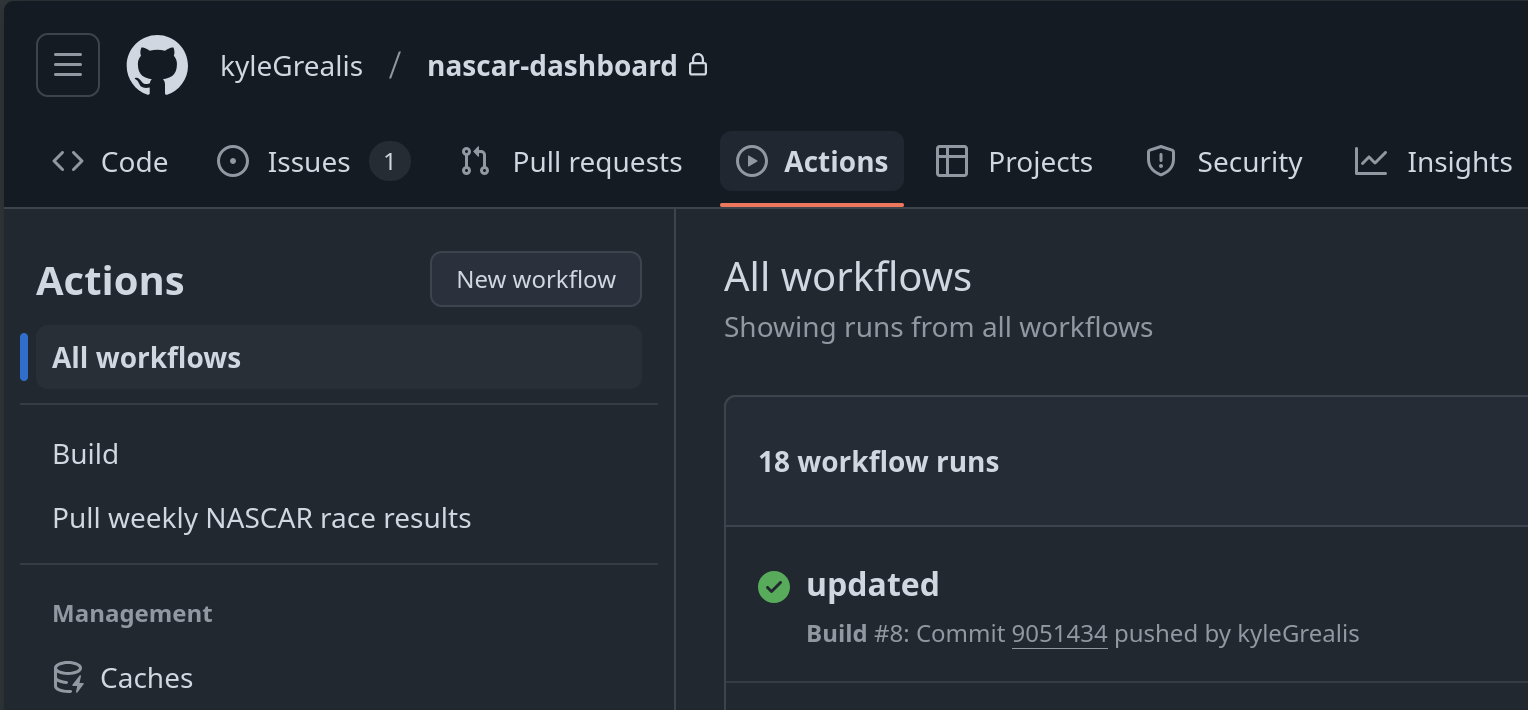 kyleGrealis / nascar-dashboard
Code Issues 1 Pull requests Actions Projects Security Insights
Actions
New workflow
All workflows
Build
Pull weekly NASCAR race results
Management
Caches
All workflows
Showing runs from all workflows
18 workflow runs
updated
Build #8: Commit 9051434 pushed by kyleGrealis